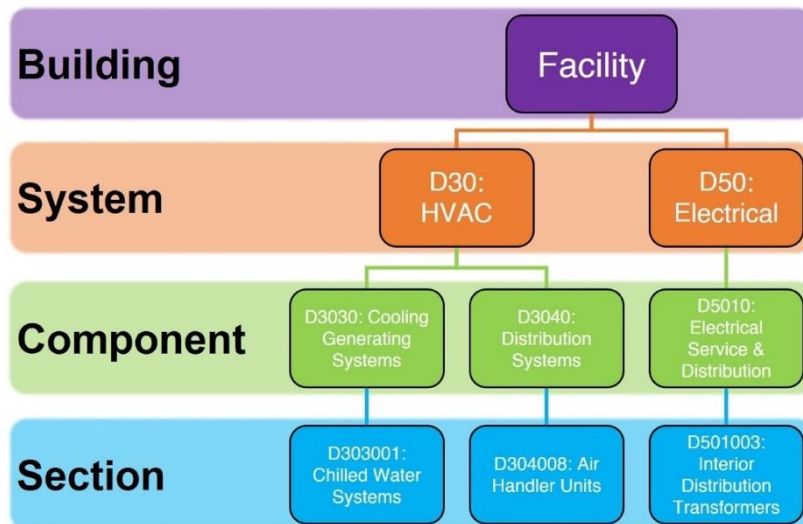 Building
Facility
System
D30:
HVAC
D50:
Electrical
Component
D3030: Cooling
Generating
Systems
D3040:
Distribution
Systems
D5010:
Electrical
Service &
Distribution
Section
D303001:
Chilled Water
Systems
D304008: Air
Handler Units
D501003:
Interior
Distribution
Transformers